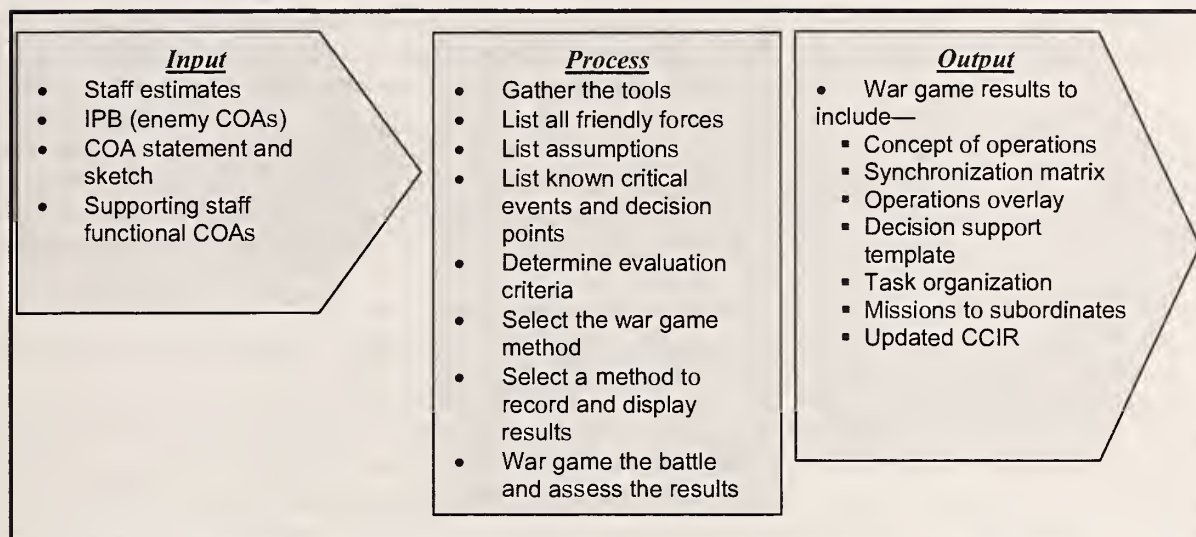 Input
• Staff estimates
• IPB (enemy COAs)
• COA statement and
sketch
• Supporting staff
functional COAs
Process
• Gather the tools
• List all friendly forces
• List assumptions
• List known critical
events and decision
points
• Determine evaluation
criteria
• Select the war game
method
• Select a method to
record and display
results
• War game the battle
and assess the results
Output
• War game results to
include—
▪ Concept of operations
▪ Synchronization matrix
▪ Operations overlay
▪ Decision support
template
▪ Task organization
▪ Missions to subordinates
▪ Updated CCIR